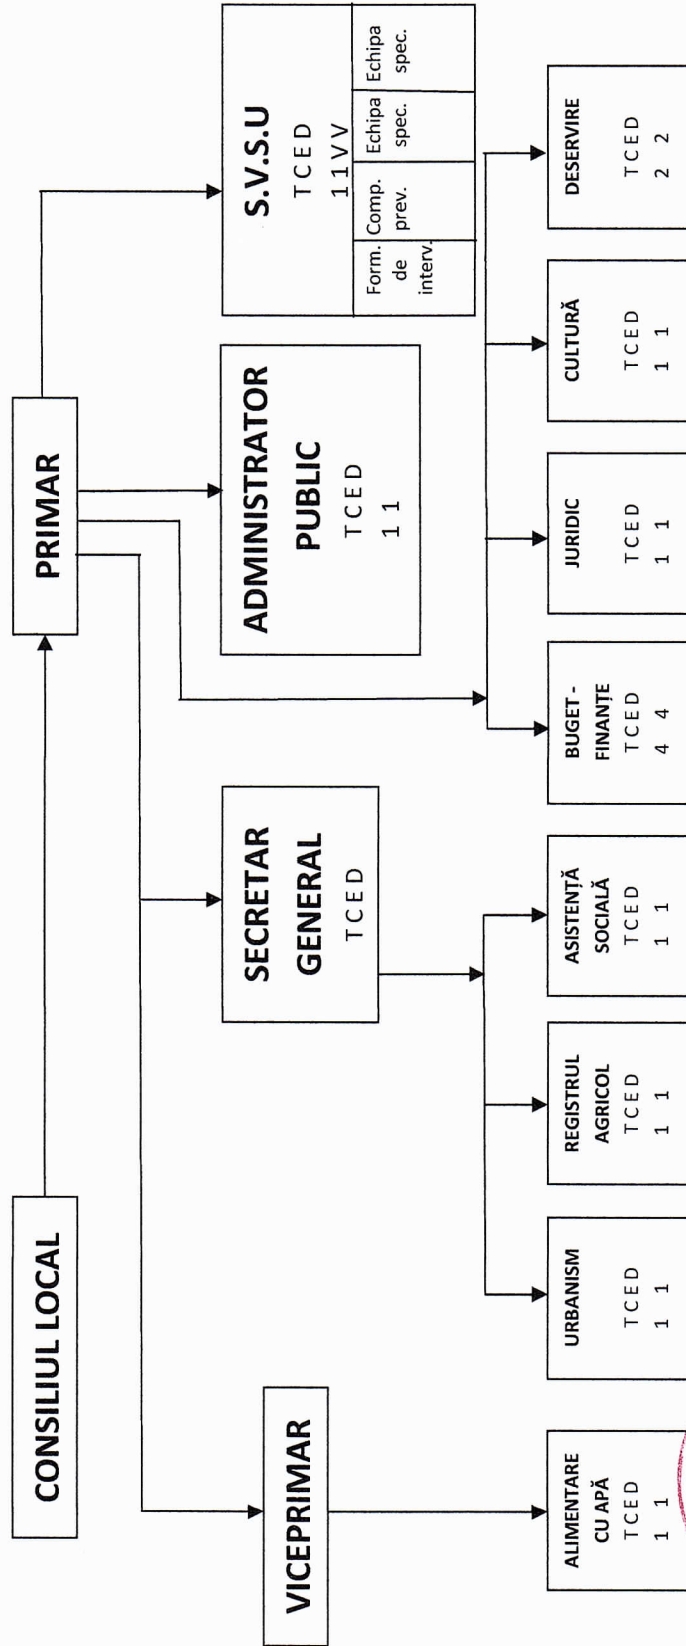 CONSILIUL LOCAL
PRIMAR
VICEPRIMAR
SECRETAR
GENERAL
T C E D
ADMINISTRATOR
PUBLIC
T C E D
1 1
S.V.S.U
T C E D
1 1 V V
Form.
de
interv.
Comp.
prev.
Echipa
spec.
Echipa
spec.
ALIMENTARE
CU APĂ
T C E D
1 1
URBANISM
T C E D
1 1
REGISTRUL
AGRICOL
T C E D
1 1
ASISTENȚĂ
SOCIALĂ
T C E D
1 1
BUGET -
FINANȚE
T C E D
4 4
JURIDIC
T C E D
1 1
CULTURĂ
T C E D
1 1
DESERVIRE
T C E D
2 2